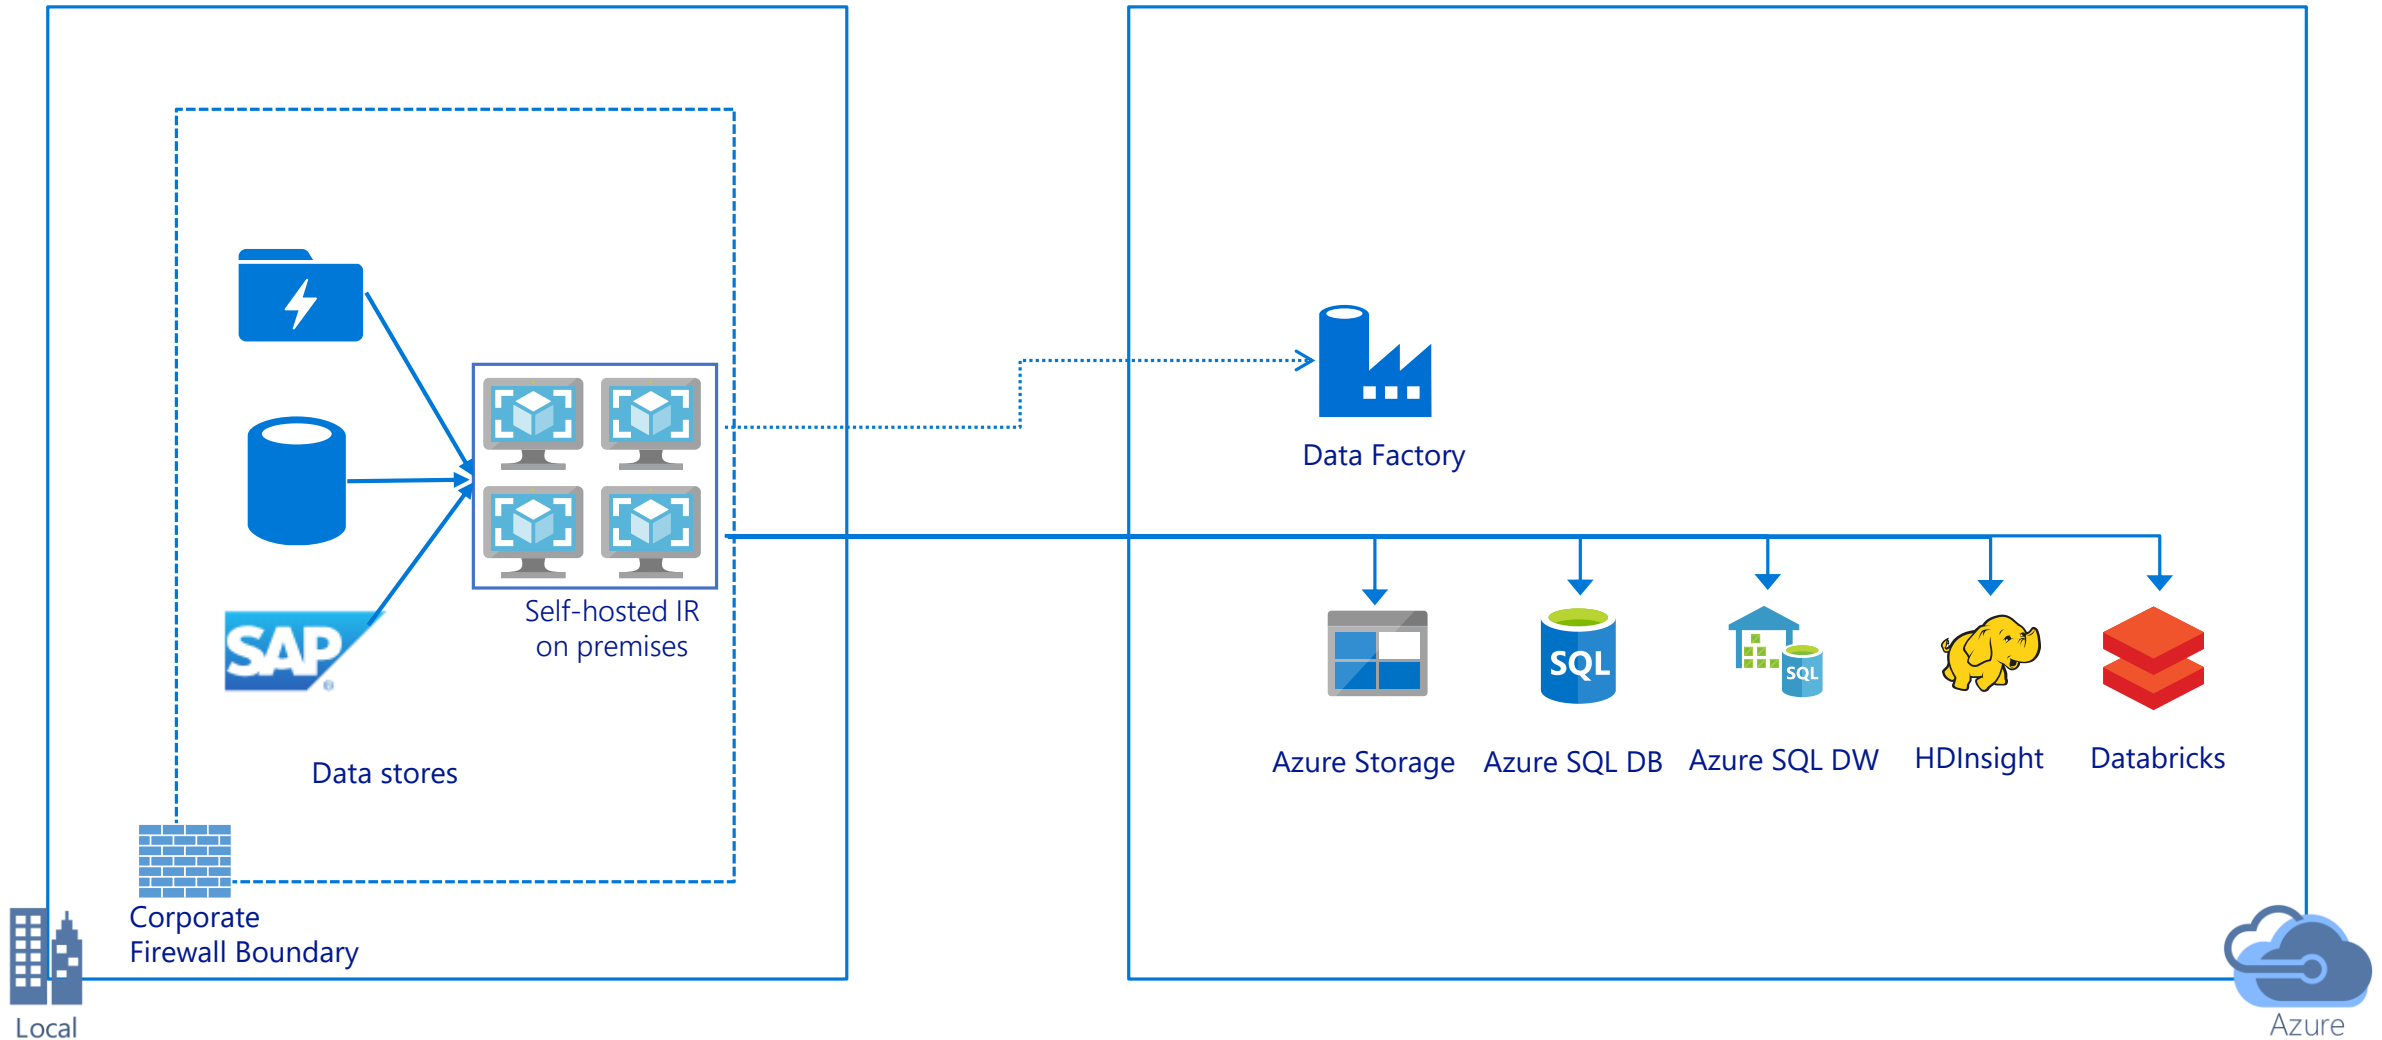 Data Factory
SAP
Self-hosted IR
on premises
SQL
SQL
Azure Storage
Azure SQL DB
Azure SQL DW
HDInsight
Databricks
Data stores
Corporate
Firewall Boundary
Local
Azure